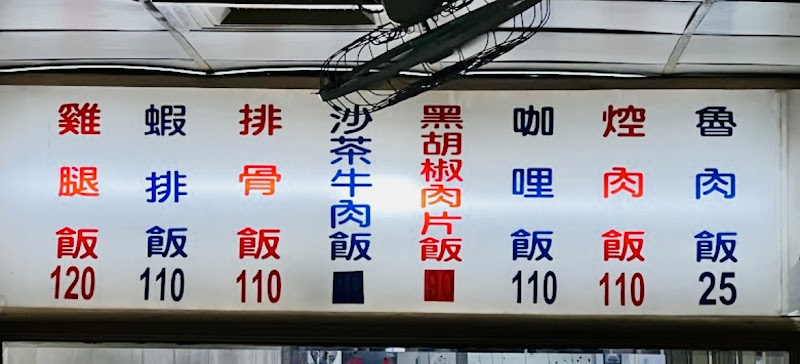 魯肉飯 25
焢肉飯 110
咖哩飯 110
黑胡椒肉片飯
沙茶牛肉飯
排骨飯 110
蝦排飯 110
雞腿飯 120